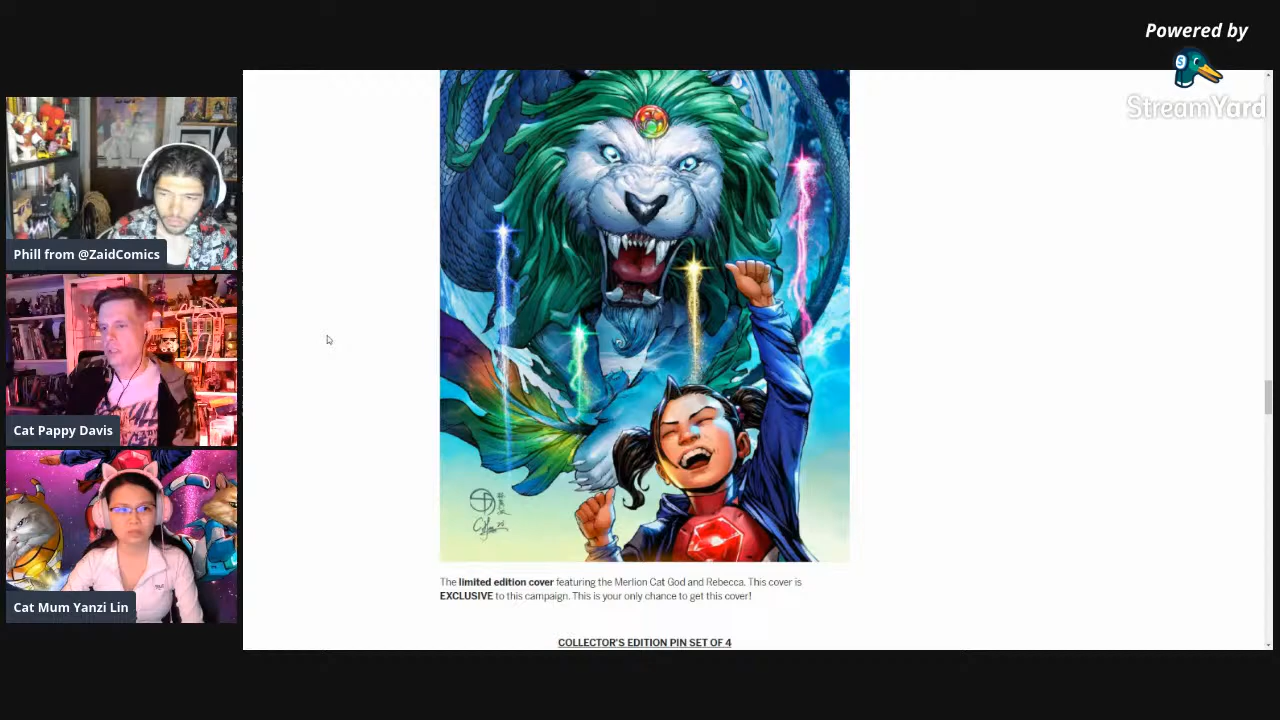 Powered by
StreamYard
Phill from @ZaidComics
Cat Pappy Davis
Cat Mum Yanzi Lin
The limited edition cover featuring the Merlion Cat God and Rebecca. This cover is
EXCLUSIVE to this campaign. This is your only chance to get this cover!
COLLECTOR'S EDITION PIN SET OF 4